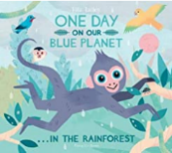 ONE DAY
ON OUR
BLUE PLANET
...IN THE RAINFOREST